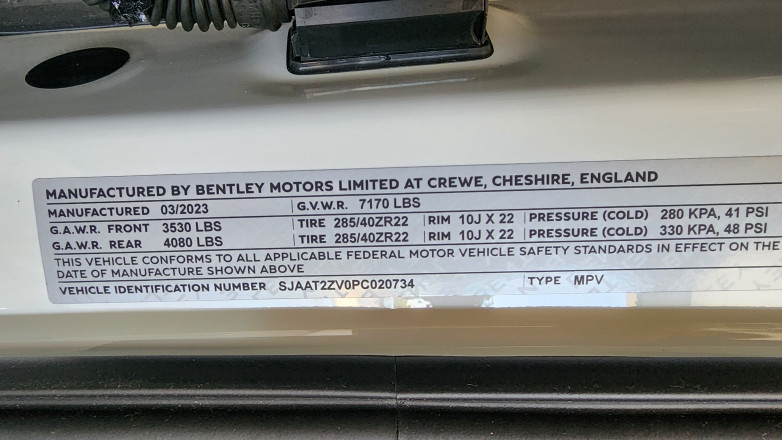 MANUFACTURED BY BENTLEY MOTORS LIMITED AT CREWE, CHESHIRE, ENGLAND
MANUFACTURED 03/2023 G.V.W.R. 7170 LBS
G.A.W.R. FRONT 3530 LBS TIRE 285/40ZR22 RIM 10J X 22 PRESSURE (COLD) 280 KPA, 41 PSI
G.A.W.R. REAR 4080 LBS TIRE 285/40ZR22 RIM 10J X 22 PRESSURE (COLD) 330 KPA, 48 PSI
THIS VEHICLE CONFORMS TO ALL APPLICABLE FEDERAL MOTOR VEHICLE SAFETY STANDARDS IN EFFECT ON THE
DATE OF MANUFACTURE SHOWN ABOVE
VEHICLE IDENTIFICATION NUMBER SJAAT2ZV0PC020734 TYPE MPV